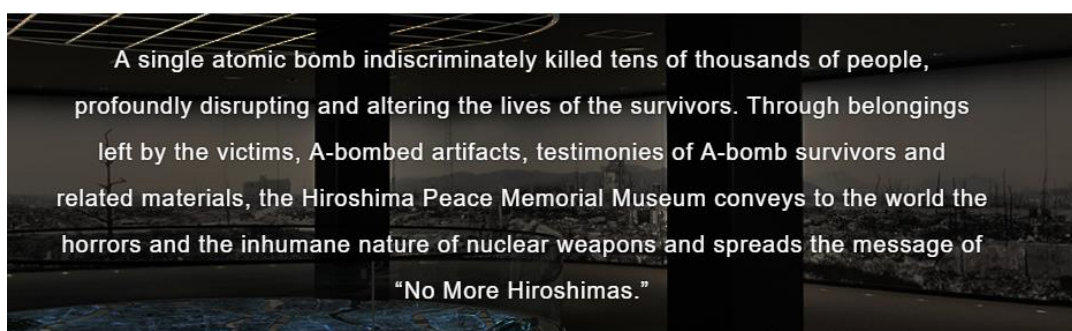 A single atomic bomb indiscriminately killed tens of thousands of people,
profoundly disrupting and altering the lives of the survivors. Through belongings
left by the victims, A-bombed artifacts, testimonies of A-bomb survivors and
related materials, the Hiroshima Peace Memorial Museum conveys to the world the
horrors and the inhumane nature of nuclear weapons and spreads the message of
“No More Hiroshimas.”